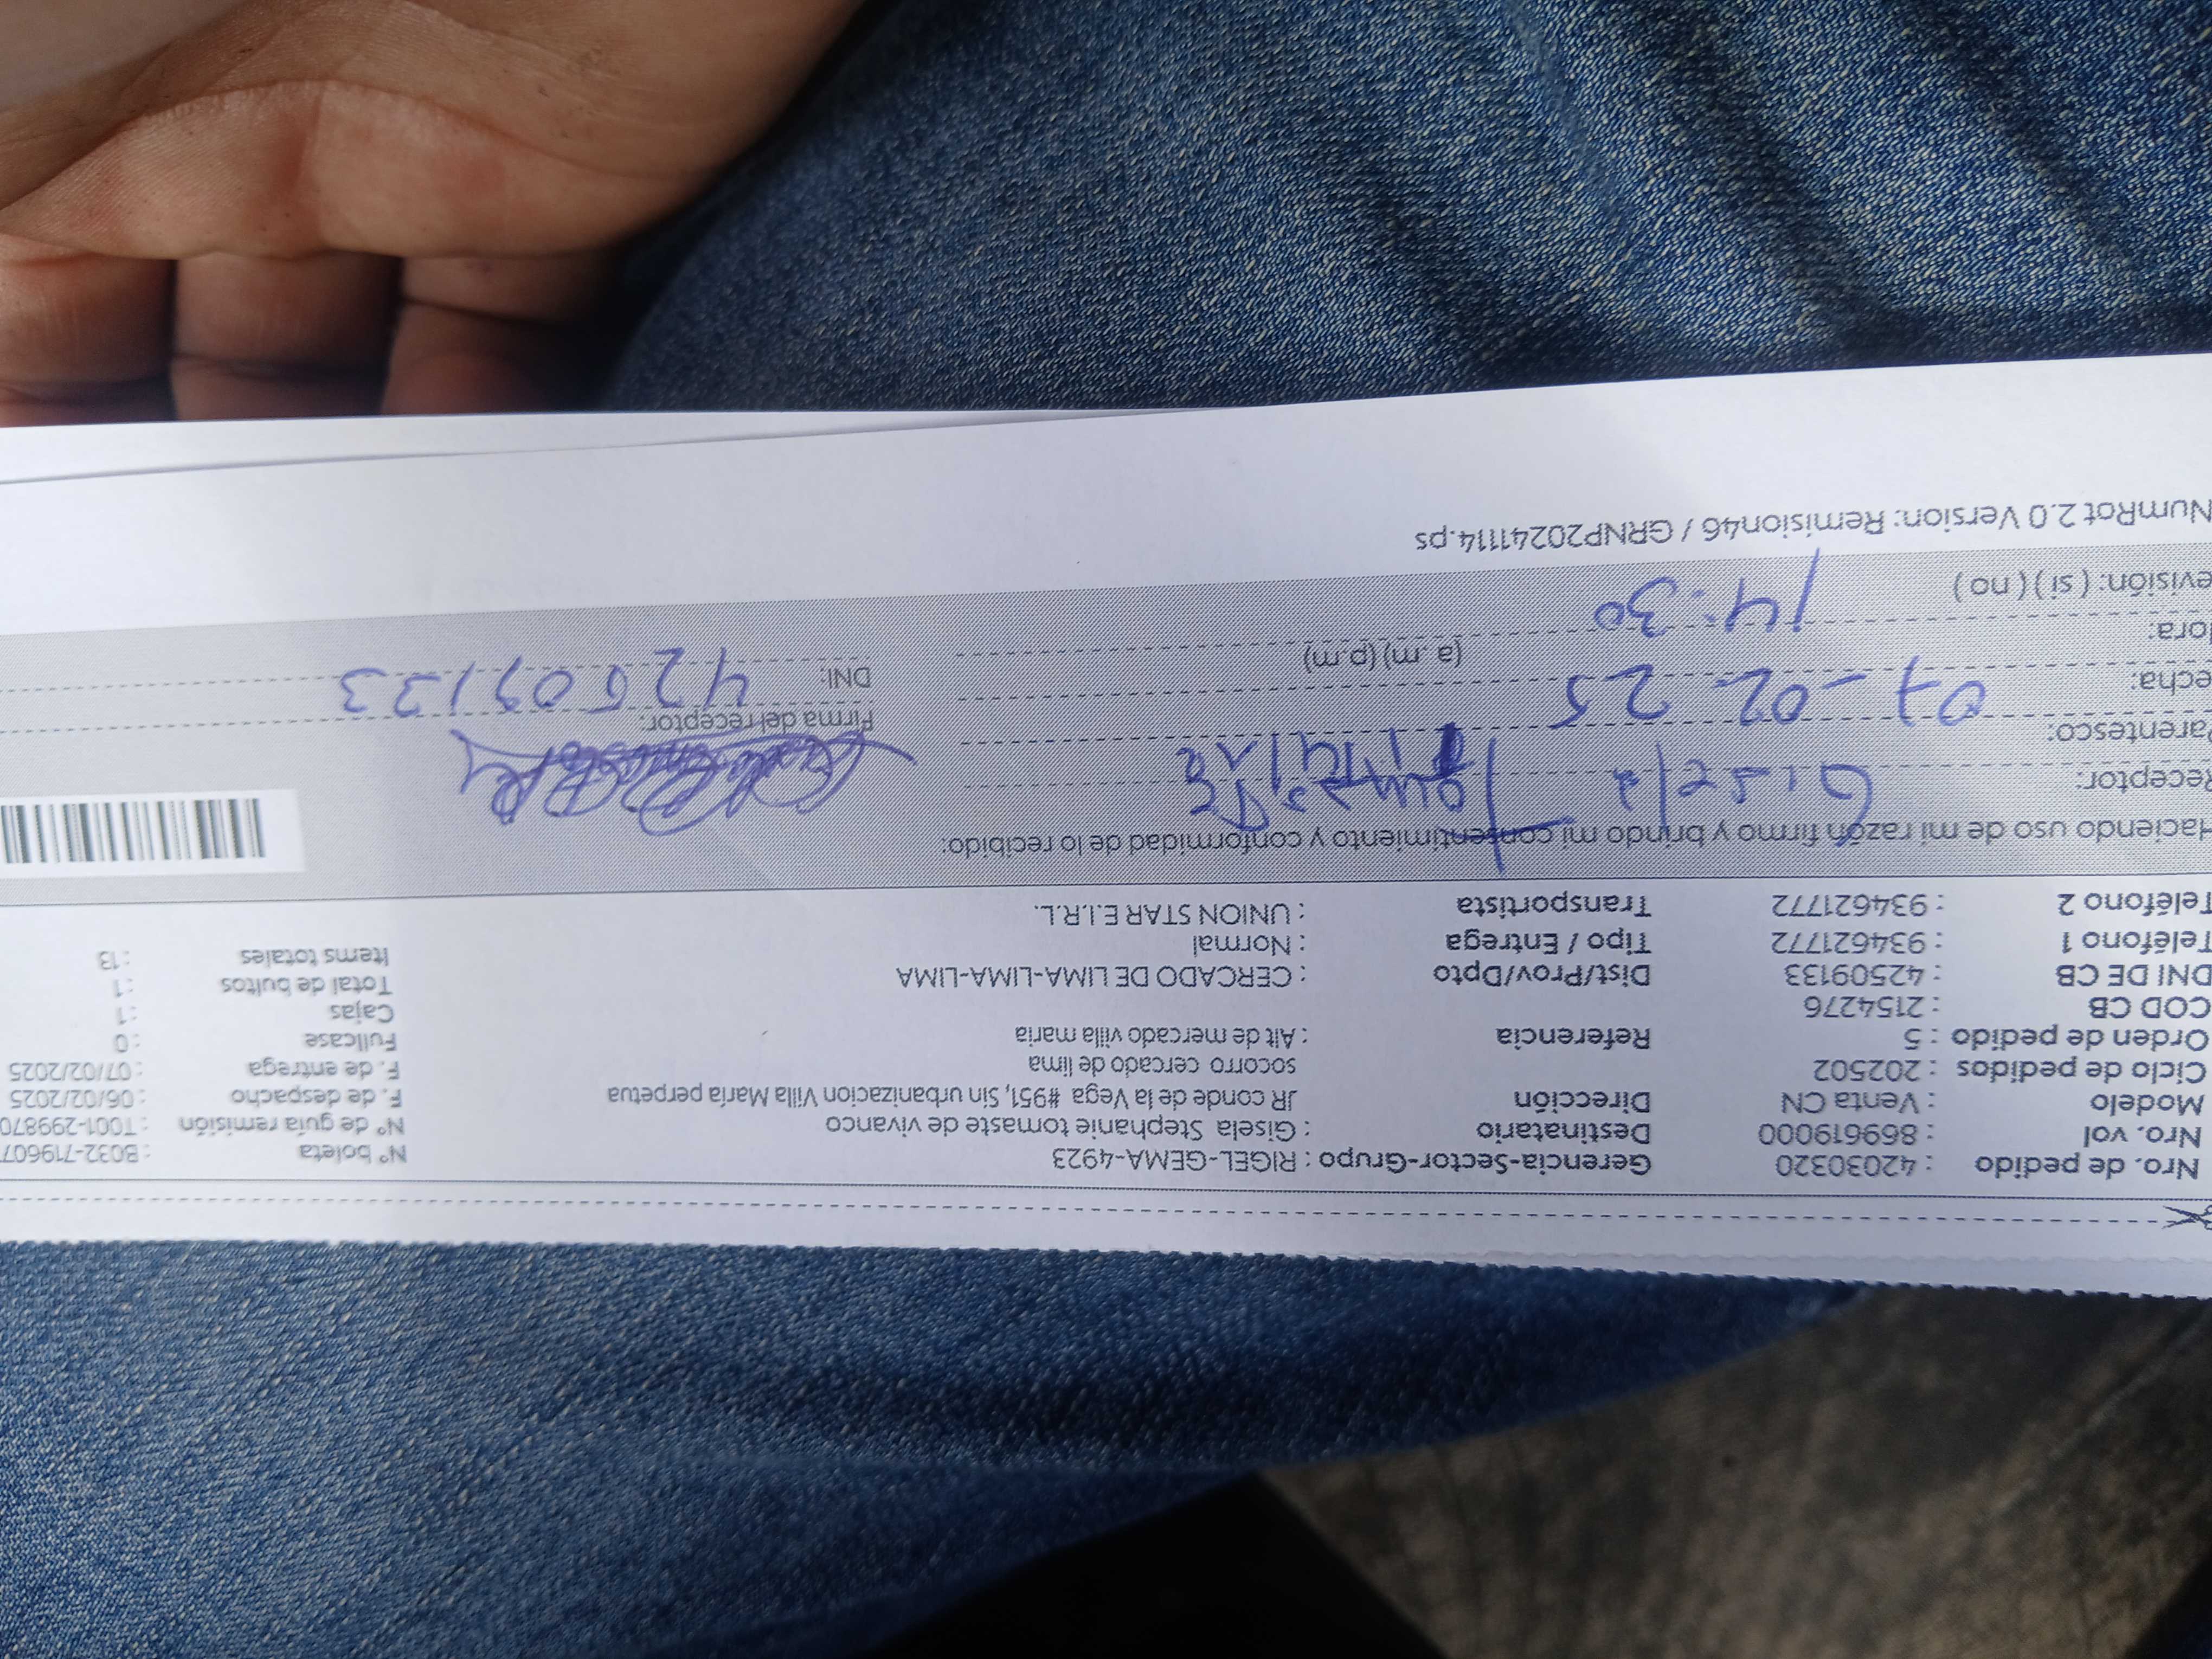 Nro. de pedido : 42030320 Gerencia-Sector-Grupo : RIGEL-GEMA-4923 N° boleta : B032-719607
Nro. vol : 869619000 Destinatario : Gisela Stephanie tomaste de vivanco N° de guía remisión : T001-299870
Modelo : Venta CN Dirección JR conde de la Vega #951, Sin urbanizacion Villa María perpetua F. de despacho : 06/02/2025
Ciclo de pedidos : 202502 socorro cercado de lima F. de entrega : 07/02/2025
Orden de pedido : 5 Referencia : Alt de mercado villa maria Fullcase : 0
COD CB : 2154276 Cajas : 1
DNI DE CB : 42509133 Dist/Prov/Dpto : CERCADO DE LIMA-LIMA-LIMA Total de bultos : 1
Teléfono 1 : 934621772 Tipo / Entrega : Normal Items totales : 13
Teléfono 2 : 934621772 Transportista : UNION STAR E.I.R.L.
Haciendo uso de mi razón firmo y brindo mi consentimiento y conformidad de lo recibido:
Receptor: Gisela
Parentesco: Firma del receptor:
echa: 07-02-25 DNI: 42509133
lora: 14:30 (a.m) (p.m)
evisión: ( si ) ( no )
NumRot 2.0 Version: Remision46 / GRNP20241114.ps